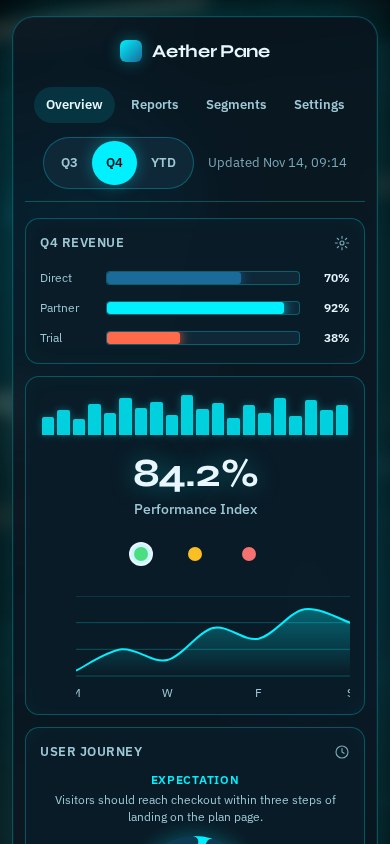 Aether Pane
Overview Reports Segments Settings
Q3 Q4 YTD Updated Nov 14, 09:14
Q4 REVENUE
Direct 70%
Partner 92%
Trial 38%
84.2%
Performance Index
W F
USER JOURNEY
EXPECTATION
Visitors should reach checkout within three steps of
landing on the plan page.